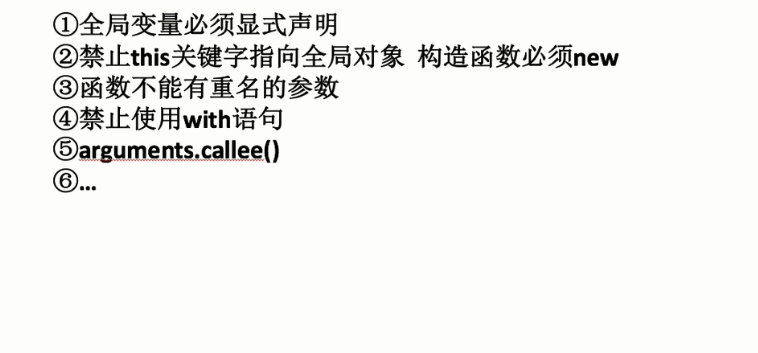 ①全局变量必须显式声明
②禁止this关键字指向全局对象 构造函数必须new
③函数不能有重名的参数
④禁止使用with语句
⑤arguments.callee()
⑥...